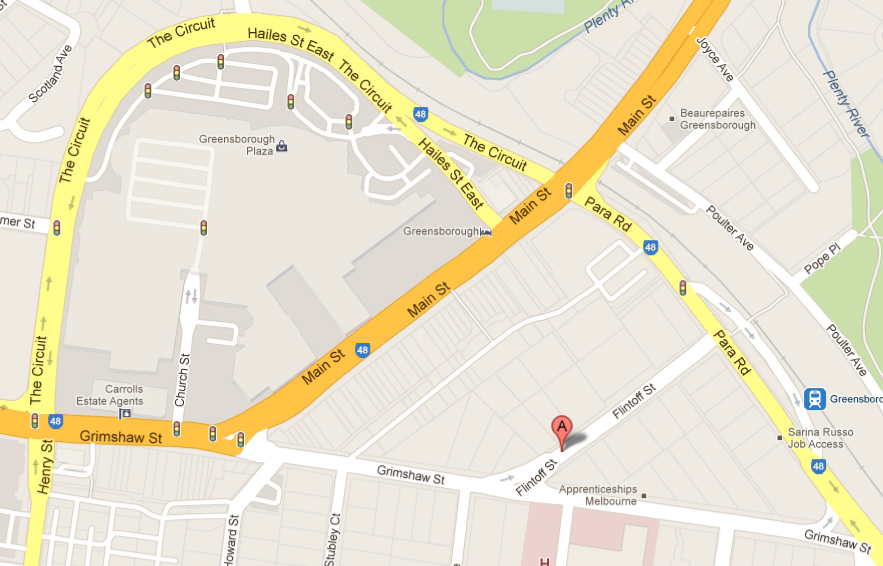 Plenty Ri
Scotland Ave
The Circuit
Hailes St East
The Circuit
Joyce Ave
Main St
Plenty River
48
Beaurepaires
Greensborough
Greensborough
Plaza
The Circuit
Hailes St East
The Circuit
Main St
Para Rd
48
Poulter Ave
mer St
Greensborough
Pope Pl
Main St
Main St
48
The Circuit
Church St
Para Rd
Poulter Ave
Carrolls
Estate Agents
48
Grimshaw St
Henry St
Flintoff St
A
Greensboro
Sarina Russo
Job Access
48
Grimshaw St
Flintoff St
Apprenticeships
Melbourne
Howard St
Stubley Ct
H
Grimshaw St